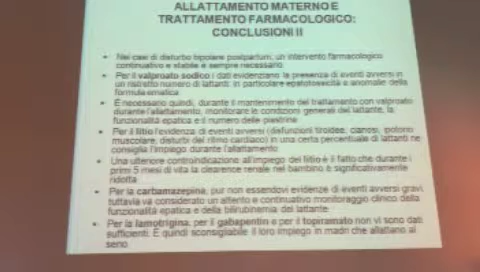 ALLATTAMENTO MATERNO E
TRATTAMENTO FARMACOLOGICO:
CONCLUSIONI II
• Nei casi di disturbo bipolare postpartum, un intervento farmacologico
continuativo e stabile è sempre necessario
• Per il valproato sodico i dati evidenziano la presenza di eventi avversi in
un ristretto numero di lattanti, in particolare epatotossicità e anomalie della
formula ematica
• È necessario quindi, durante il mantenimento del trattamento con valproato
durante l'allattamento, monitorare le condizioni generali del lattante, la
funzionalità epatica e il numero delle piastrine
• Per il litio l'evidenza di eventi avversi (disfunzioni tiroidee, cianosi, ipotono
muscolare, disturbi del ritmo cardiaco) in una certa percentuale di lattanti ne
consiglia l'impiego durante l'allattamento
• Una ulteriore controindicazione all'impiego del litio è il fatto che durante i
primi 5 mesi di vita la clearence renale nel bambino è significativamente
ridotta
• Per la carbamazepina, pur non essendovi evidenze di eventi avversi gravi,
tuttavia va considerato un attento e continuativo monitoraggio clinico della
funzionalità epatica e della bilirubinemia del lattante
• Per la lamotrigina, per il gabapentin e per il topiramato non vi sono dati
sufficienti. È quindi sconsigliabile il loro impiego in madri che allattano al
seno